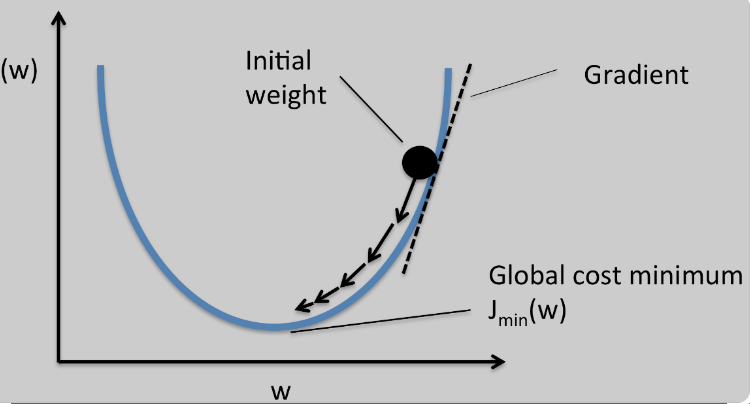 (w)
Initial
weight
Gradient
Global cost minimum
Jmin(w)
w